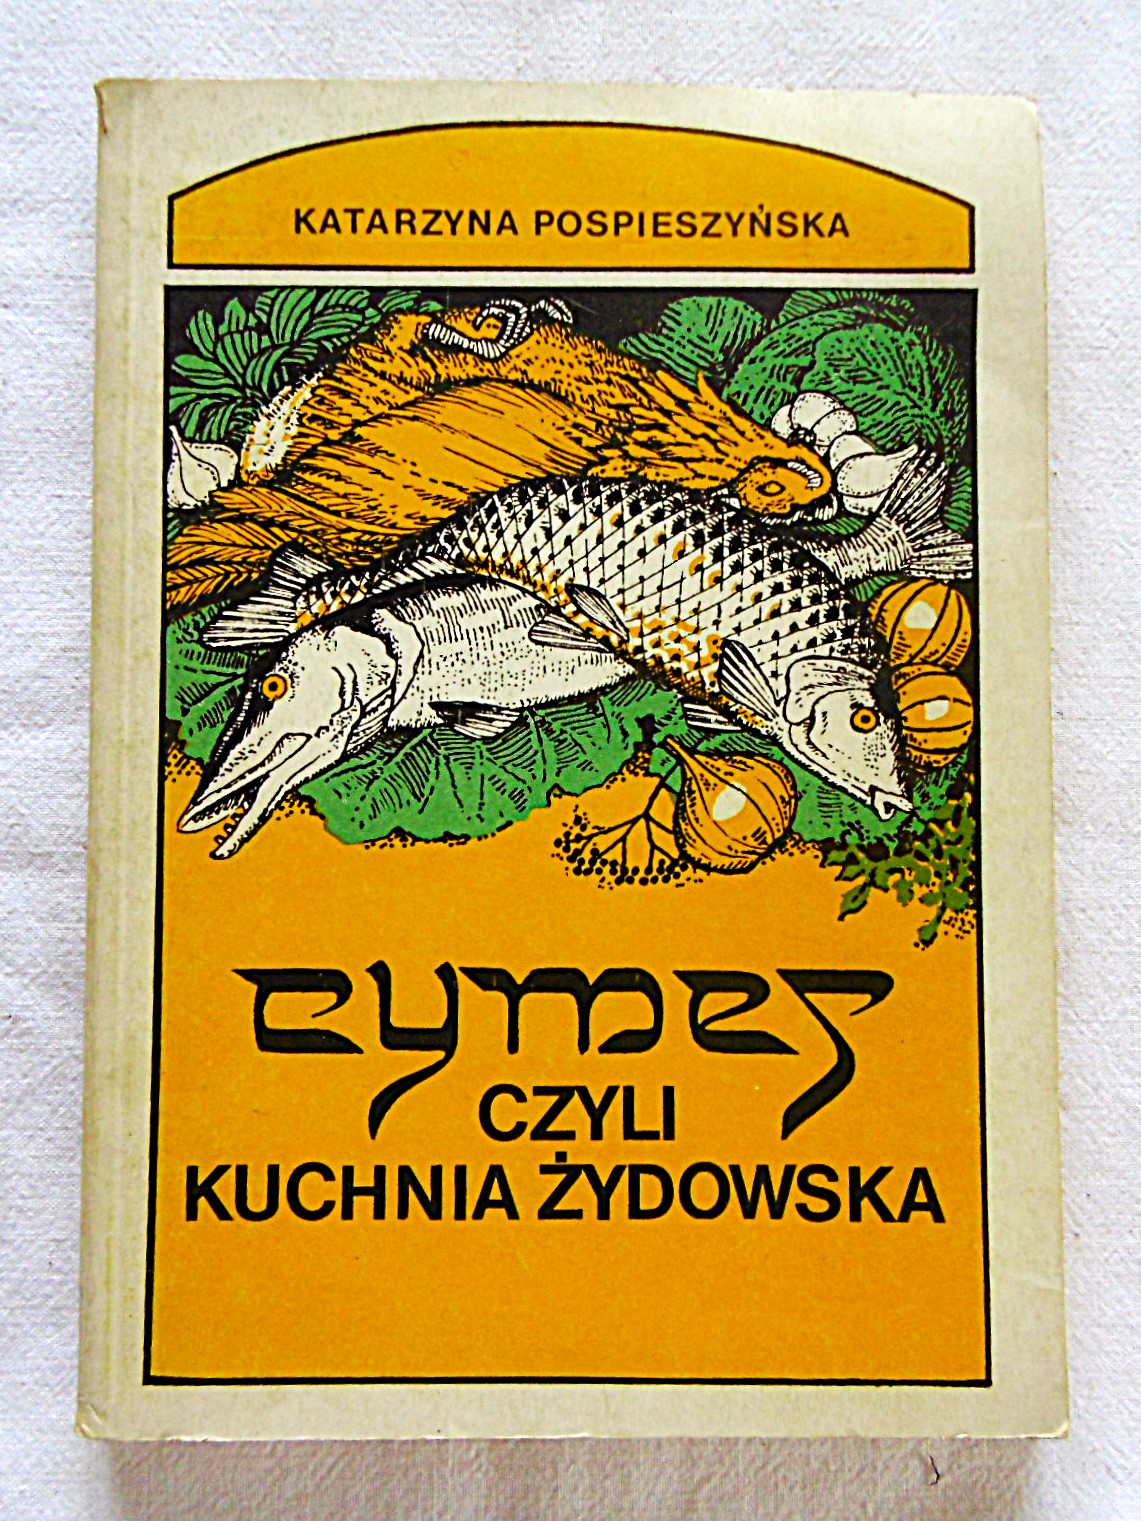 KATARZYNA POSPIESZYŃSKA
cymes
CZYLI
KUCHNIA ŻYDOWSKA